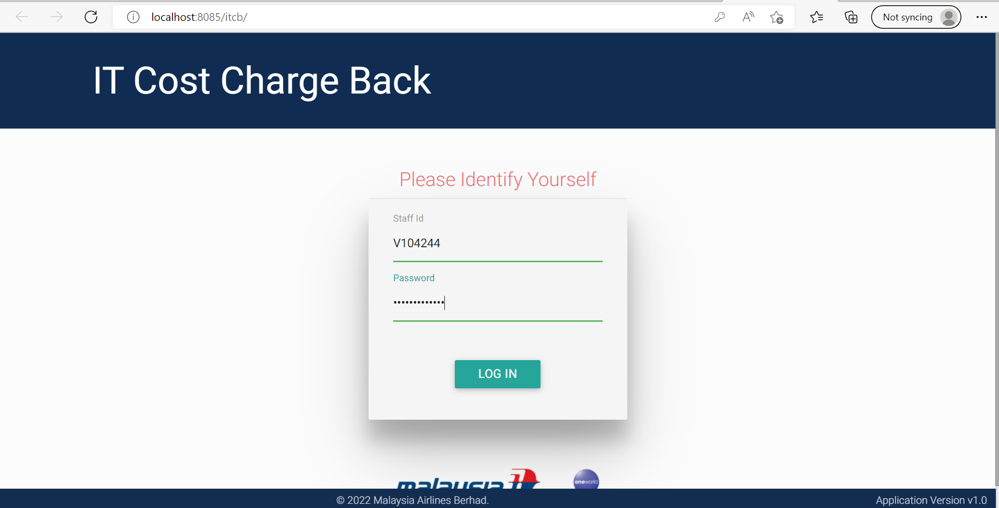 localhost:8085/itcb/
Not syncing
IT Cost Charge Back
Please Identify Yourself
Staff Id
V104244
Password
•••••••••••••
LOG IN
malaysia
oneworld
© 2022 Malaysia Airlines Berhad.
Application Version v1.0